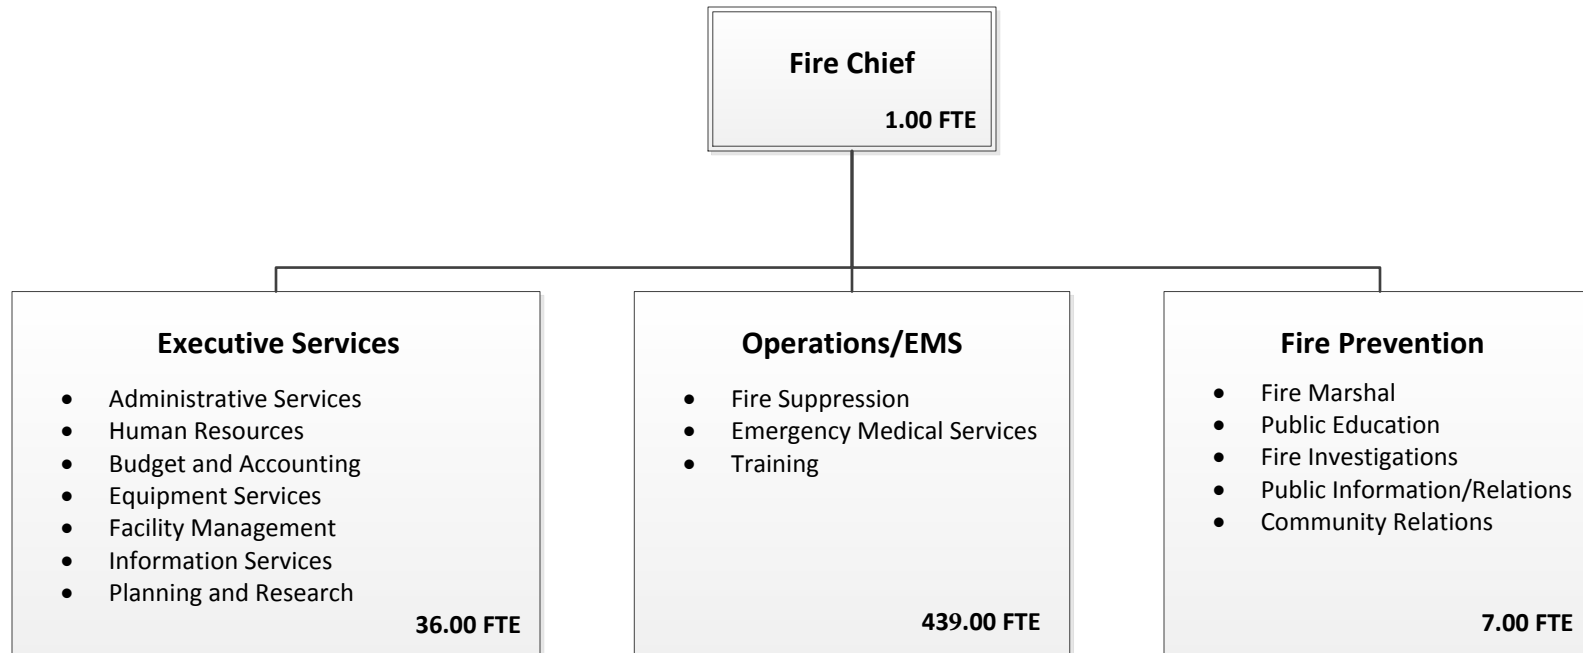 Fire Chief
1.00 FTE
Executive Services
• Administrative Services
• Human Resources
• Budget and Accounting
• Equipment Services
• Facility Management
• Information Services
• Planning and Research
36.00 FTE
Operations/EMS
• Fire Suppression
• Emergency Medical Services
• Training
439.00 FTE
Fire Prevention
• Fire Marshal
• Public Education
• Fire Investigations
• Public Information/Relations
• Community Relations
7.00 FTE